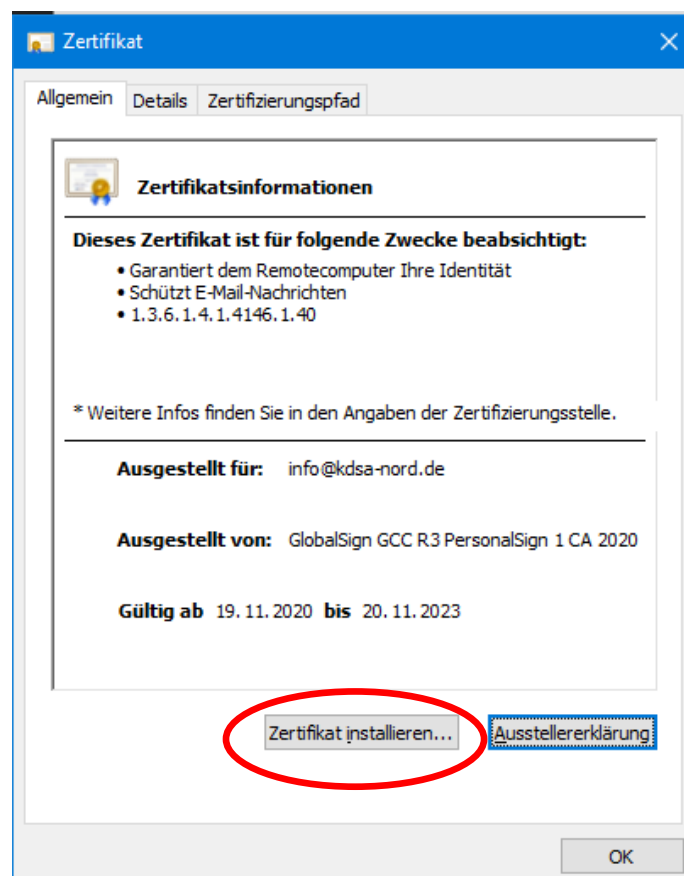 Zertifikat
Allgemein Details Zertifizierungspfad
Zertifikatsinformationen
Dieses Zertifikat ist für folgende Zwecke beabsichtigt:
• Garantiert dem Remotecomputer Ihre Identität
• Schützt E-Mail-Nachrichten
• 1.3.6.1.4.1.4146.1.40
* Weitere Infos finden Sie in den Angaben der Zertifizierungsstelle.
Ausgestellt für: info@kdsa-nord.de
Ausgestellt von: GlobalSign GCC R3 PersonalSign 1 CA 2020
Gültig ab 19.11.2020 bis 20.11.2023
Zertifikat installieren... Ausstellererklärung
OK